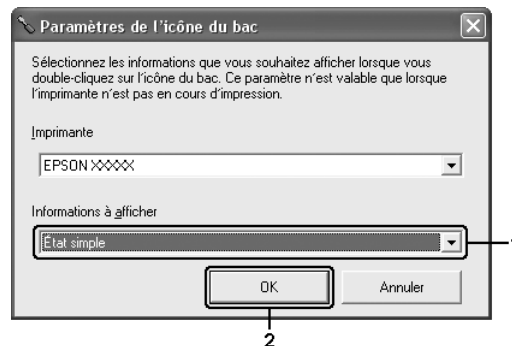 Paramètres de l'icône du bac
Sélectionnez les informations que vous souhaitez afficher lorsque vous
double-cliquez sur l'icône du bac. Ce paramètre n'est valable que lorsque
l'imprimante n'est pas en cours d'impression.
Imprimante
EPSON XXXXX
Informations à afficher
État simple
1
OK
Annuler
2